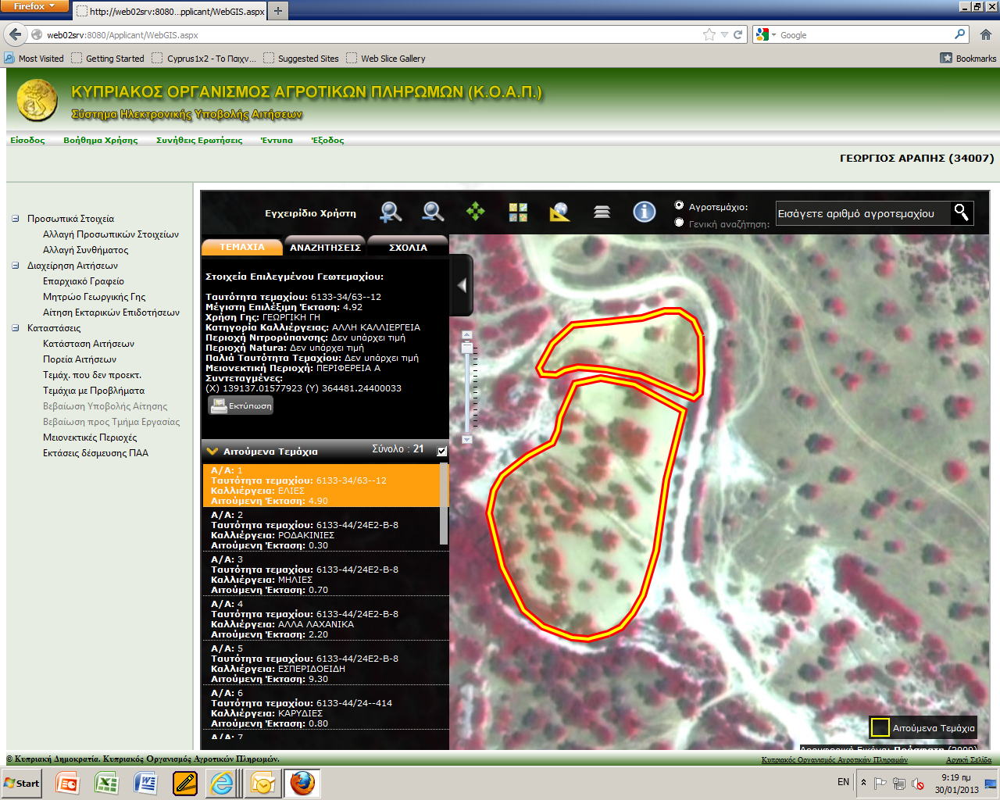 Firefox
http://web02srv:8080...pplicant/WebGIS.aspx
web02srv:8080/Applicant/WebGIS.aspx
Google
Most Visited
Getting Started
Cyprus1x2 - Το Παιχν...
Suggested Sites
Web Slice Gallery
Bookmarks
ΚΥΠΡΙΑΚΟΣ ΟΡΓΑΝΙΣΜΟΣ ΑΓΡΟΤΙΚΩΝ ΠΛΗΡΩΜΩΝ (Κ.Ο.Α.Π.)
Σύστημα Ηλεκτρονικής Υποβολής Αιτήσεων
Είσοδος Βοήθημα Χρήσης Συνήθεις Ερωτήσεις Έντυπα Έξοδος
ΓΕΩΡΓΙΟΣ ΑΡΑΠΗΣ (34007)
Προσωπικά Στοιχεία
Αλλαγή Προσωπικών Στοιχείων
Αλλαγή Συνθήματος
Διαχείρηση Αιτήσεων
Επαρχιακό Γραφείο
Μητρώο Γεωργικής Γης
Αίτηση Εκταρικών Επιδοτήσεων
Καταστάσεις
Κατάσταση Αιτήσεων
Πορεία Αιτήσεων
Τεμάχ. που δεν προεκτ.
Τεμάχια με Προβλήματα
Βεβαίωση Υποβολής Αίτησης
Βεβαίωση προς Τμήμα Εργασίας
Μειονεκτικές Περιοχές
Εκτάσεις δέσμευσης ΠΑΑ
Εγχειρίδιο Χρήστη
Αγροτεμάχιο:
Γενική αναζήτηση:
Εισάγετε αριθμό αγροτεμαχίου
ΤΕΜΑΧΙΑ ΑΝΑΖΗΤΗΣΕΙΣ ΣΧΟΛΙΑ
Στοιχεία Επιλεγμένου Γεωτεμαχίου:
Ταυτότητα τεμαχίου: 6133-34/63--12
Μέγιστη Επιλέξιμη Έκταση: 4.92
Χρήση Γης: ΓΕΩΡΓΙΚΗ ΓΗ
Κατηγορία Καλλιέργειας: ΑΛΛΗ ΚΑΛΛΙΕΡΓΕΙΑ
Περιοχή Νιτρορύπανσης: Δεν υπάρχει τιμή
Περιοχή Natura: Δεν υπάρχει τιμή
Παλιά Ταυτότητα Τεμαχίου: Δεν υπάρχει τιμή
Μειονεκτική Περιοχή: ΠΕΡΙΦΕΡΕΙΑ Α
Συντεταγμένες:
(X) 139137.01577923 (Y) 364481.24400033
Εκτύπωση
Αιτούμενα Τεμάχια Σύνολο : 21
Α/Α: 1
Ταυτότητα τεμαχίου: 6133-34/63--12
Καλλιέργεια: ΕΛΙΕΣ
Αιτούμενη Έκταση: 4.90
Α/Α: 2
Ταυτότητα τεμαχίου: 6133-44/24E2-B-8
Καλλιέργεια: ΡΟΔΑΚΙΝΙΕΣ
Αιτούμενη Έκταση: 0.30
Α/Α: 3
Ταυτότητα τεμαχίου: 6133-44/24E2-B-8
Καλλιέργεια: ΜΗΛΙΕΣ
Αιτούμενη Έκταση: 0.70
Α/Α: 4
Ταυτότητα τεμαχίου: 6133-44/24E2-B-8
Καλλιέργεια: ΑΛΛΑ ΛΑΧΑΝΙΚΑ
Αιτούμενη Έκταση: 2.20
Α/Α: 5
Ταυτότητα τεμαχίου: 6133-44/24E2-B-8
Καλλιέργεια: ΕΣΠΕΡΙΔΟΕΙΔΗ
Αιτούμενη Έκταση: 9.30
Α/Α: 6
Ταυτότητα τεμαχίου: 6133-44/24--414
Καλλιέργεια: ΚΑΡΥΔΙΕΣ
Αιτούμενη Έκταση: 0.80
Α/Α: 7
Αιτούμενα Τεμάχια
Αεροφορική Εικόνα: Πρόσφατη (2009)
© Κυπριακή Δημοκρατία. Κυπριακός Οργανισμός Αγροτικών Πληρωμών.
Κυπριακός Οργανισμός Αγροτικών Πληρωμών
Αρχική Σελίδα
Start
EN
9:19 πμ
30/01/2013